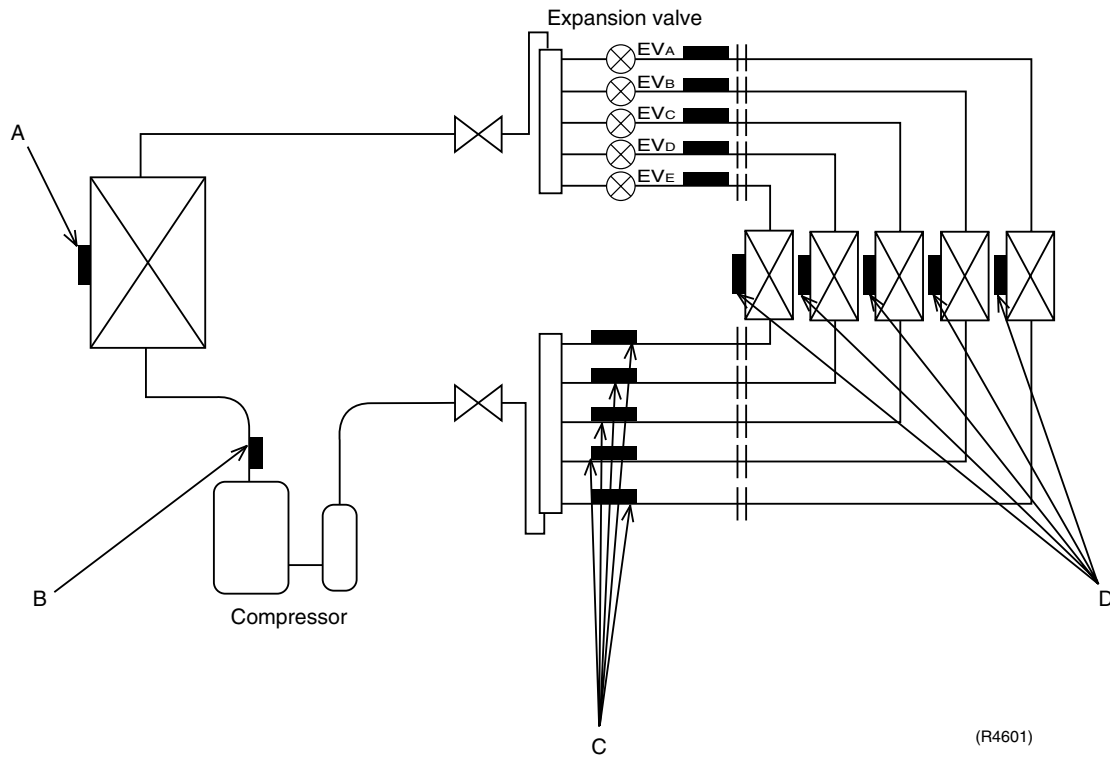 Expansion valve
EVA
EVB
EVC
EVD
EVE
A
B
Compressor
D
C
(R4601)